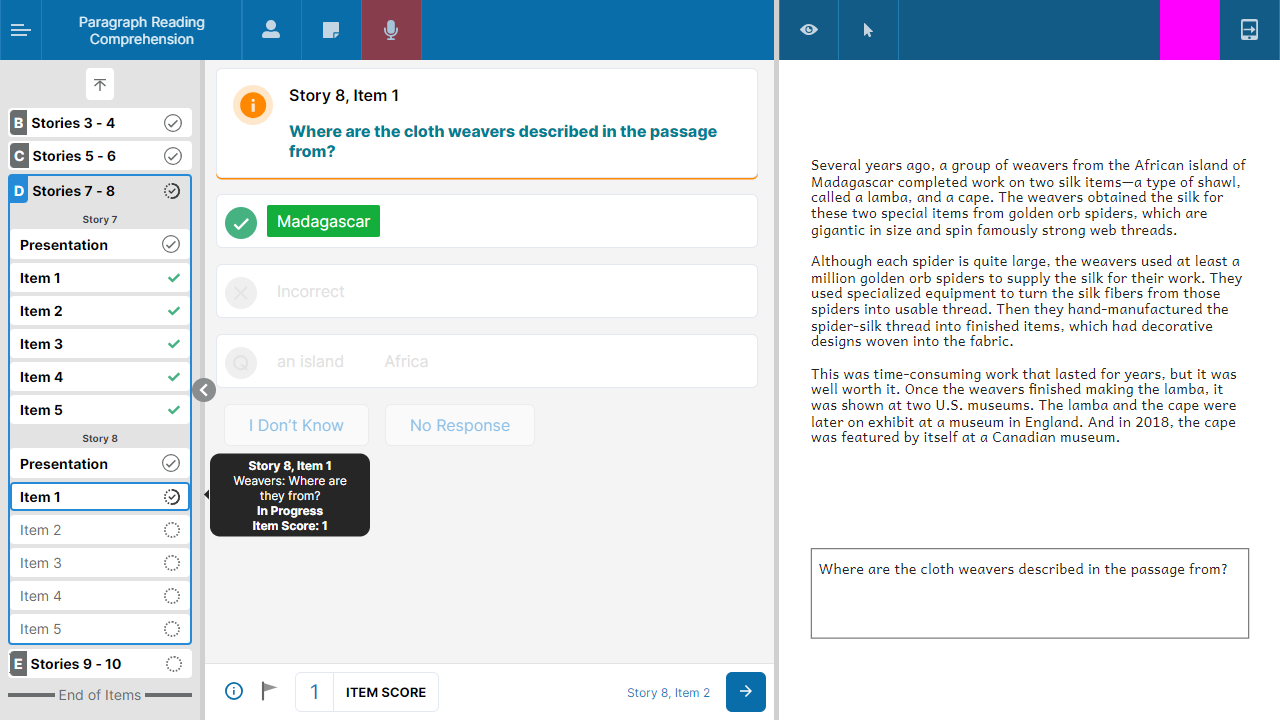 Paragraph Reading
Comprehension
B Stories 3 - 4
C Stories 5 - 6
D Stories 7 - 8
Story 7
Presentation
Item 1
Item 2
Item 3
Item 4
Item 5
Story 8
Presentation
Item 1
Item 2
Item 3
Item 4
Item 5
E Stories 9 - 10
End of Items
Story 8, Item 1
Where are the cloth weavers described in the passage
from?
Madagascar
Incorrect
Q an island Africa
I Don't Know No Response
Story 8, Item 1
Weavers: Where are
they from?
In Progress
Item Score: 1
1 ITEM SCORE
Story 8, Item 2
Several years ago, a group of weavers from the African island of
Madagascar completed work on two silk items—a type of shawl,
called a lamba, and a cape. The weavers obtained the silk for
these two special items from golden orb spiders, which are
gigantic in size and spin famously strong web threads.
Although each spider is quite large, the weavers used at least a
million golden orb spiders to supply the silk for their work. They
used specialized equipment to turn the silk fibers from those
spiders into usable thread. Then they hand-manufactured the
spider-silk thread into finished items, which had decorative
designs woven into the fabric.
This was time-consuming work that lasted for years, but it was
well worth it. Once the weavers finished making the lamba, it
was shown at two U.S. museums. The lamba and the cape were
later on exhibit at a museum in England. And in 2018, the cape
was featured by itself at a Canadian museum.
Where are the cloth weavers described in the passage from?